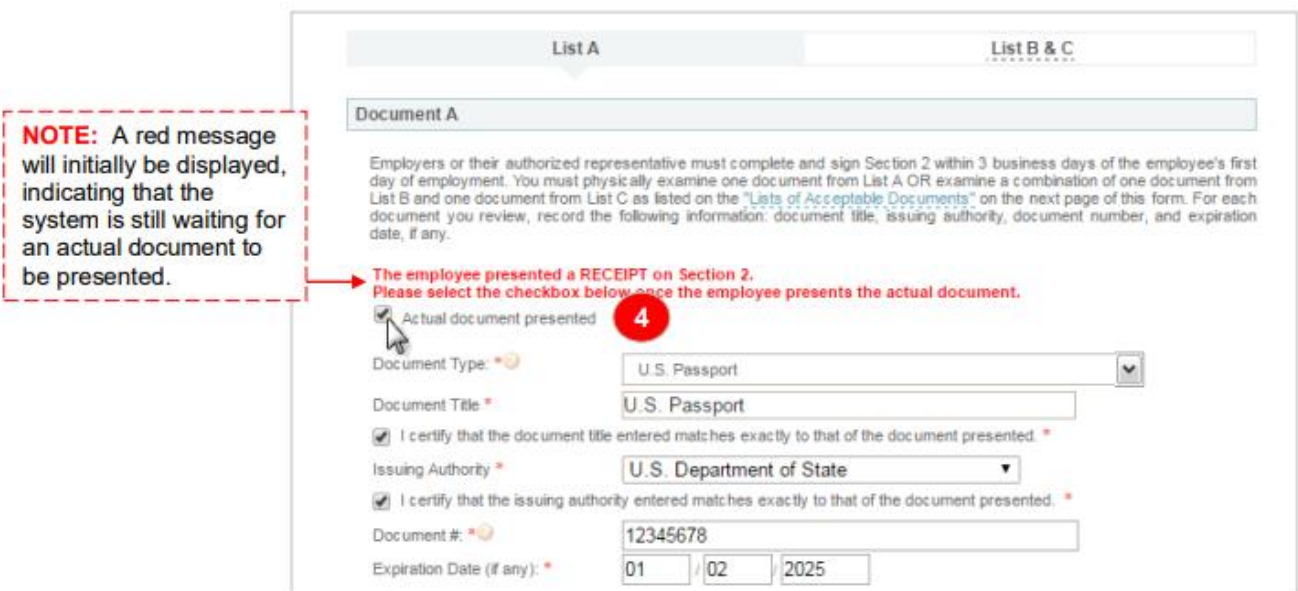 List A
List B & C
Document A
NOTE: A red message
will initially be displayed,
indicating that the
system is still waiting for
an actual document to
be presented.
Employers or their authorized representative must complete and sign Section 2 within 3 business days of the employee's first
day of employment. You must physically examine one document from List A OR examine a combination of one document from
List B and one document from List C as listed on the "Lists of Acceptable Documents" on the next page of this form. For each
document you review, record the following information: document title, issuing authority, document number, and expiration
date, if any.
The employee presented a RECEIPT on Section 2.
Please select the checkbox below once the employee presents the actual document.
Actual document presented
4
Document Type: *
U.S. Passport
Document Title *
U.S. Passport
I certify that the document title entered matches exactly to that of the document presented. *
Issuing Authority *
U.S. Department of State
I certify that the issuing authority entered matches exactly to that of the document presented. *
Document #: *
12345678
Expiration Date (if any): *
01 / 02 / 2025